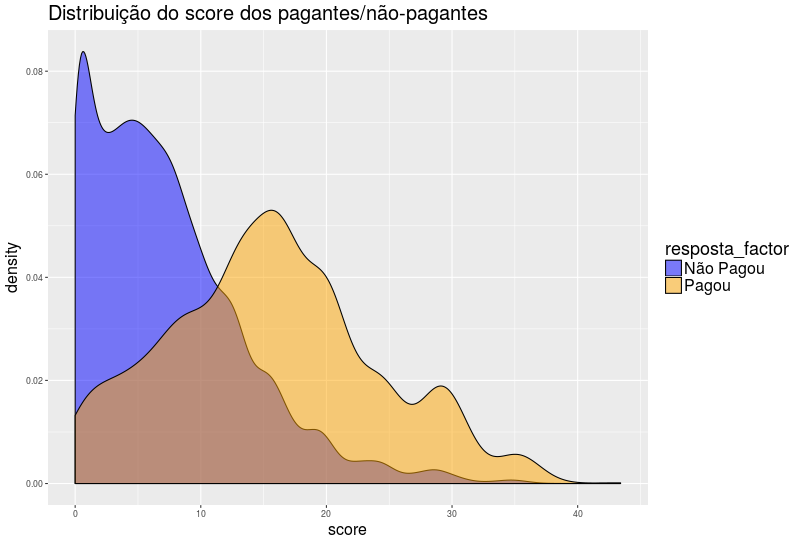 Distribuição do score dos pagantes/não-pagantes
density
0.08
0.06
0.04
0.02
0.00
0
10
20
30
40
score
resposta_factor
Não Pagou
Pagou